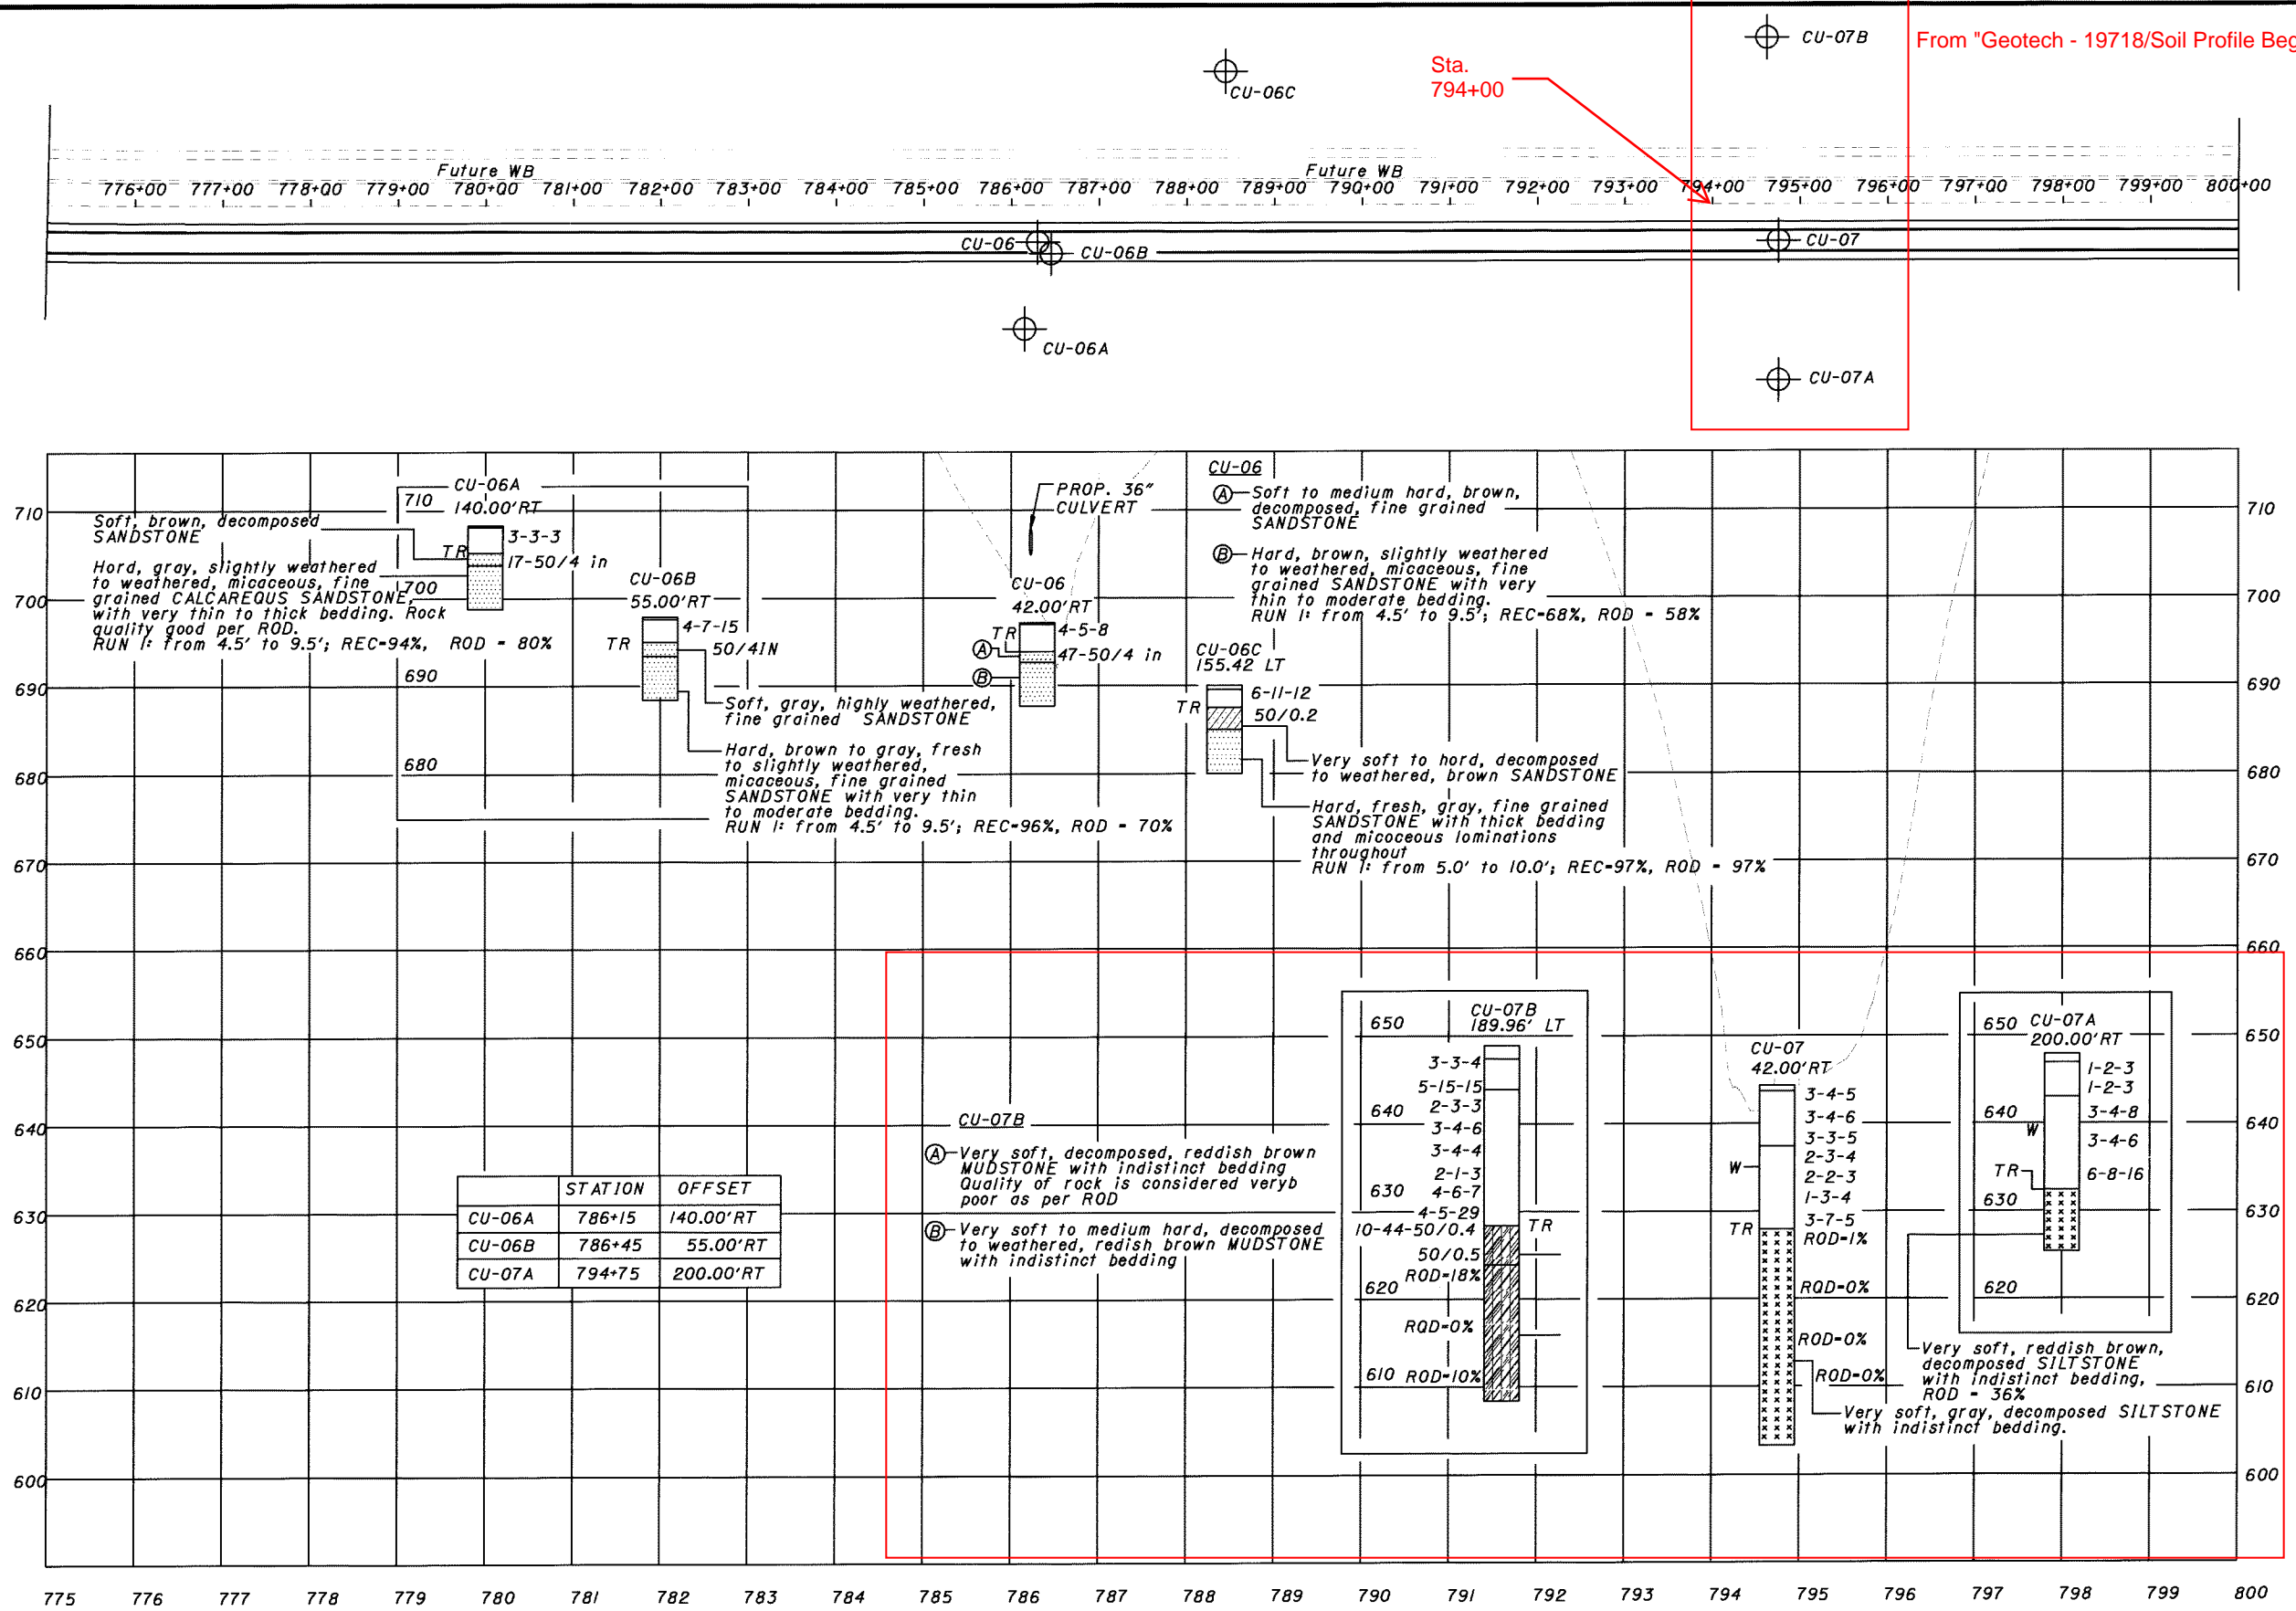 CU-07B
From "Geotech - 19718/Soil Profile Beg
Sta.
794+00
CU-06C
Future WB
Future WB
776+00 777+00 778+00 779+00 780+00 781+00 782+00 783+00 784+00 785+00 786+00 787+00 788+00 789+00 790+00 791+00 792+00 793+00 794+00 795+00 796+00 797+00 798+00 799+00 800+00
CU-06
CU-06B
CU-07
CU-06A
CU-07A
710
700
690
680
670
660
650
640
630
620
610
600
CU-06A
140.00'RT
710
700
690
680
Soft, brown, decomposed
SANDSTONE
TR
3-3-3
17-50/4 in
Hord, gray, slightly weathered
to weathered, micaceous, fine
grained CALCAREQUS SANDSTONE,
with very thin to thick bedding. Rock
quality good per ROD.
RUN 1: from 4.5' to 9.5'; REC=94%, ROD = 80%
CU-06B
55.00'RT
TR
4-7-15
50/4IN
Soft, gray, highly weathered,
fine grained SANDSTONE
Hard, brown to gray, fresh
to slightly weathered,
micaceous, fine grained
SANDSTONE with very thin
to moderate bedding.
RUN 1: from 4.5' to 9.5'; REC=96%, ROD = 70%
PROP. 36"
CULVERT
CU-06
42.00'RT
TR
4-5-8
47-50/4 in
A
B
CU-06
A Soft to medium hard, brown,
decomposed, fine grained
SANDSTONE
B Hard, brown, slightly weathered
to weathered, micaceous, fine
grained SANDSTONE with very
thin to moderate bedding.
RUN 1: from 4.5' to 9.5'; REC=68%, ROD = 58%
CU-06C
155.42 LT
TR
6-11-12
50/0.2
Very soft to hord, decomposed
to weathered, brown SANDSTONE
Hard, fresh, gray, fine grained
SANDSTONE with thick bedding
and micoceous lominations
throughout
RUN 1: from 5.0' to 10.0'; REC=97%, ROD = 97%
STATION OFFSET
CU-06A 786+15 140.00'RT
CU-06B 786+45 55.00'RT
CU-07A 794+75 200.00'RT
CU-07B
A Very soft, decomposed, reddish brown
MUDSTONE with indistinct bedding
Quality of rock is considered veryb
poor as per ROD
B Very soft to medium hard, decomposed
to weathered, redish brown MUDSTONE
with indistinct bedding
CU-07B
189.96' LT
650
640
630
620
610
3-3-4
5-15-15
2-3-3
3-4-6
3-4-4
2-1-3
4-6-7
4-5-29
10-44-50/0.4
TR
50/0.5
ROD=18%
RQD=0%
ROD=10%
CU-07
42.00'RT
3-4-5
3-4-6
3-3-5
2-3-4
W
2-2-3
1-3-4
3-7-5
TR
ROD=1%
RQD=0%
ROD=0%
ROD=0%
Very soft, gray, decomposed SILTSTONE
with indistinct bedding.
CU-07A
200.00'RT
650
640
630
620
1-2-3
1-2-3
3-4-8
W
3-4-6
TR
6-8-16
Very soft, reddish brown,
decomposed SILTSTONE
with indistinct bedding,
ROD = 36%
710
700
690
680
670
660
650
640
630
620
610
600
775 776 777 778 779 780 781 782 783 784 785 786 787 788 789 790 791 792 793 794 795 796 797 798 799 800